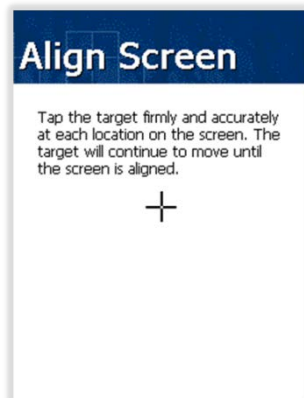 Align Screen
Tap the target firmly and accurately
at each location on the screen. The
target will continue to move until
the screen is aligned.